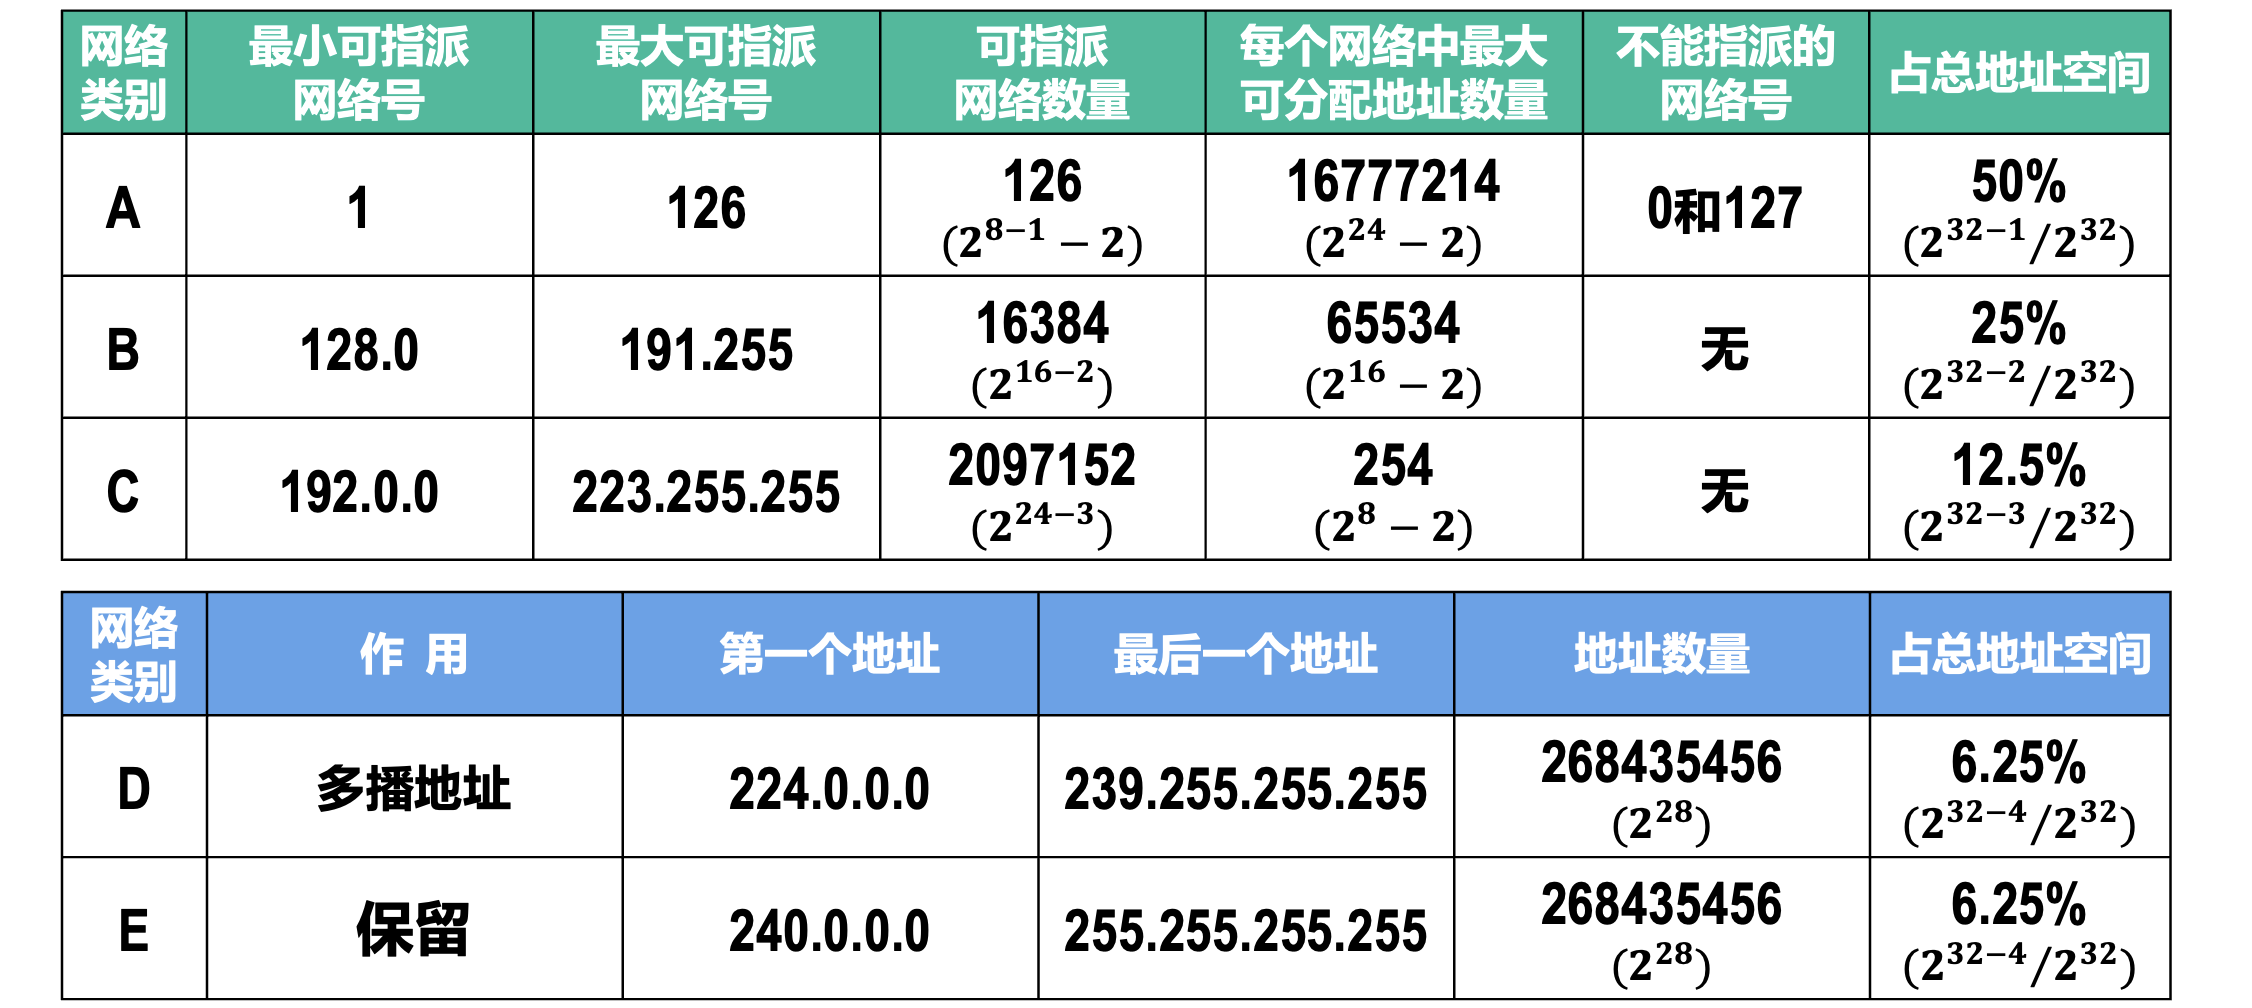 网络
类别
最小可指派
网络号
最大可指派
网络号
可指派
网络数量
每个网络中最大
可分配地址数量
不能指派的
网络号
占总地址空间
A
1
126
126
(2^{8−1} − 2)
16777214
(2^{24} − 2)
0和127
50%
(2^{32−1}/2^{32})
B
128.0
191.255
16384
(2^{16−2})
65534
(2^{16} − 2)
无
25%
(2^{32−2}/2^{32})
C
192.0.0
223.255.255
2097152
(2^{24−3})
254
(2^{8} − 2)
无
12.5%
(2^{32−3}/2^{32})
网络
类别
作 用
第一个地址
最后一个地址
地址数量
占总地址空间
D
多播地址
224.0.0.0
239.255.255.255
268435456
(2^{28})
6.25%
(2^{32−4}/2^{32})
E
保留
240.0.0.0
255.255.255.255
268435456
(2^{28})
6.25%
(2^{32−4}/2^{32})